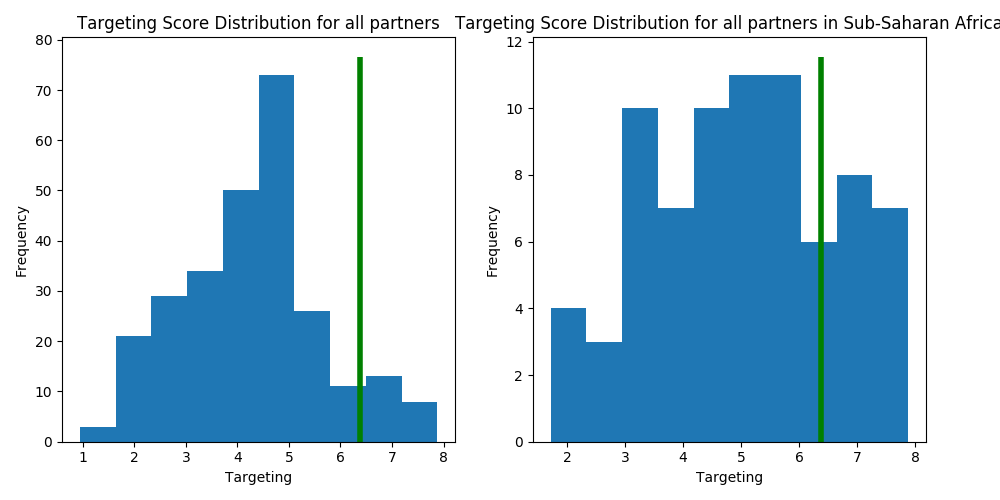 Targeting Score Distribution for all partners
80
70
60
50
40
30
20
10
0
Frequency
1 2 3 4 5 6 7 8
Targeting
Targeting Score Distribution for all partners in Sub-Saharan Africa
12
10
8
6
4
2
0
Frequency
2 3 4 5 6 7 8
Targeting